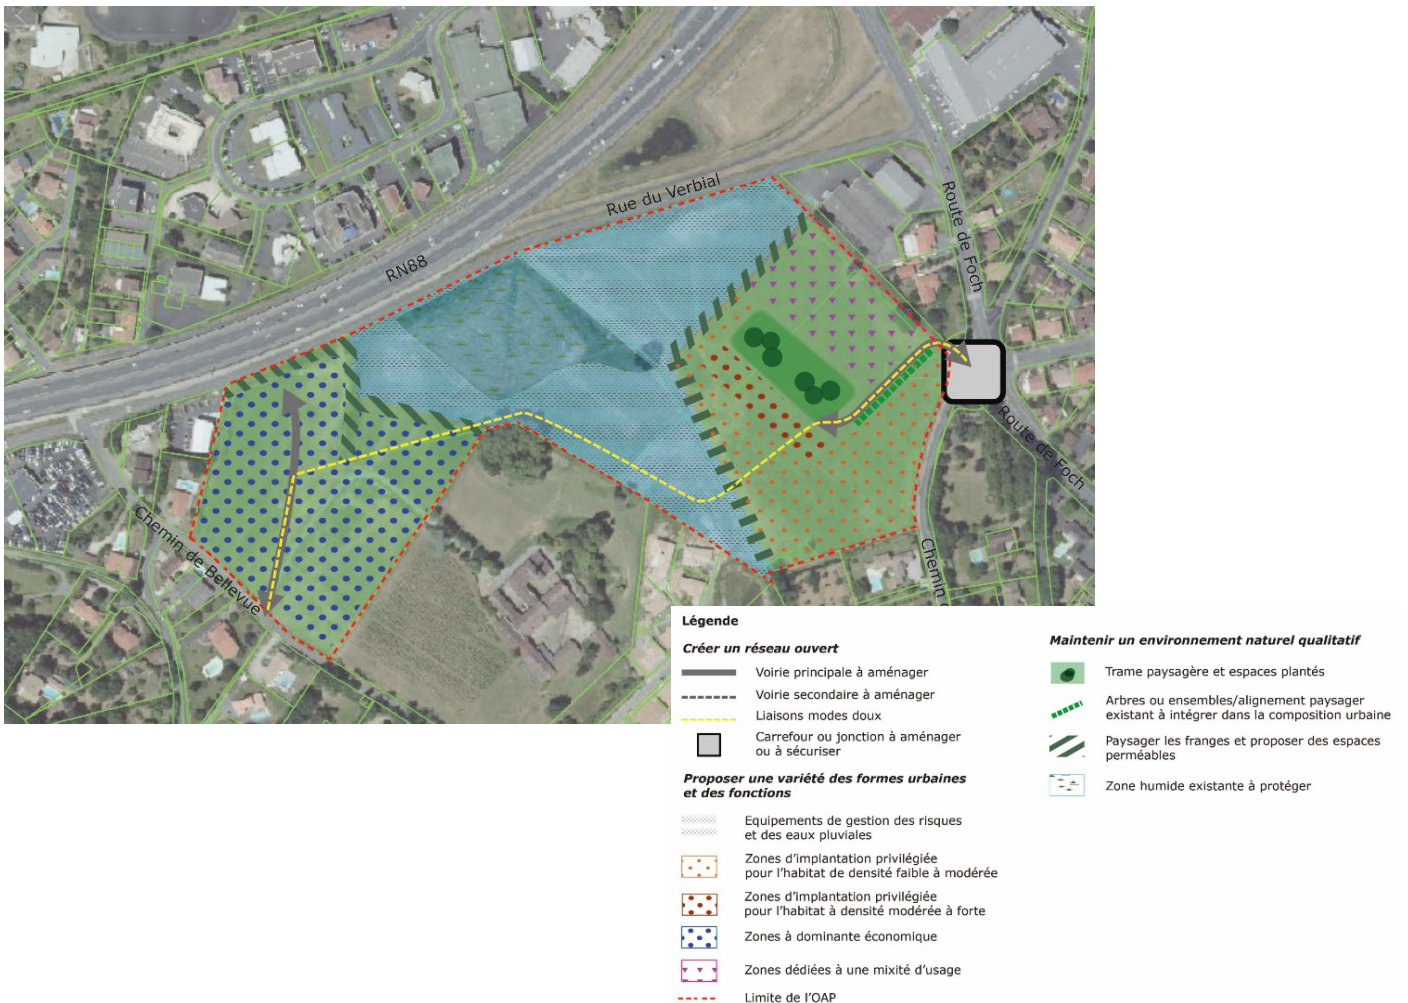 Rue du Verbial
Route de Foch
RN88
Route de Foch
Chemin de Bellevue
Chemin
Légende
Créer un réseau ouvert
Voirie principale à aménager
Voirie secondaire à aménager
Liaisons modes doux
Carrefour ou jonction à aménager
ou à sécuriser
Proposer une variété des formes urbaines
et des fonctions
Equipements de gestion des risques
et des eaux pluviales
Zones d'implantation privilégiée
pour l'habitat de densité faible à modérée
Zones d'implantation privilégiée
pour l'habitat à densité modérée à forte
Zones à dominante économique
Zones dédiées à une mixité d'usage
Limite de l'OAP
Maintenir un environnement naturel qualitatif
Trame paysagère et espaces plantés
Arbres ou ensembles/alignement paysager
existant à intégrer dans la composition urbaine
Paysager les franges et proposer des espaces
perméables
Zone humide existante à protéger